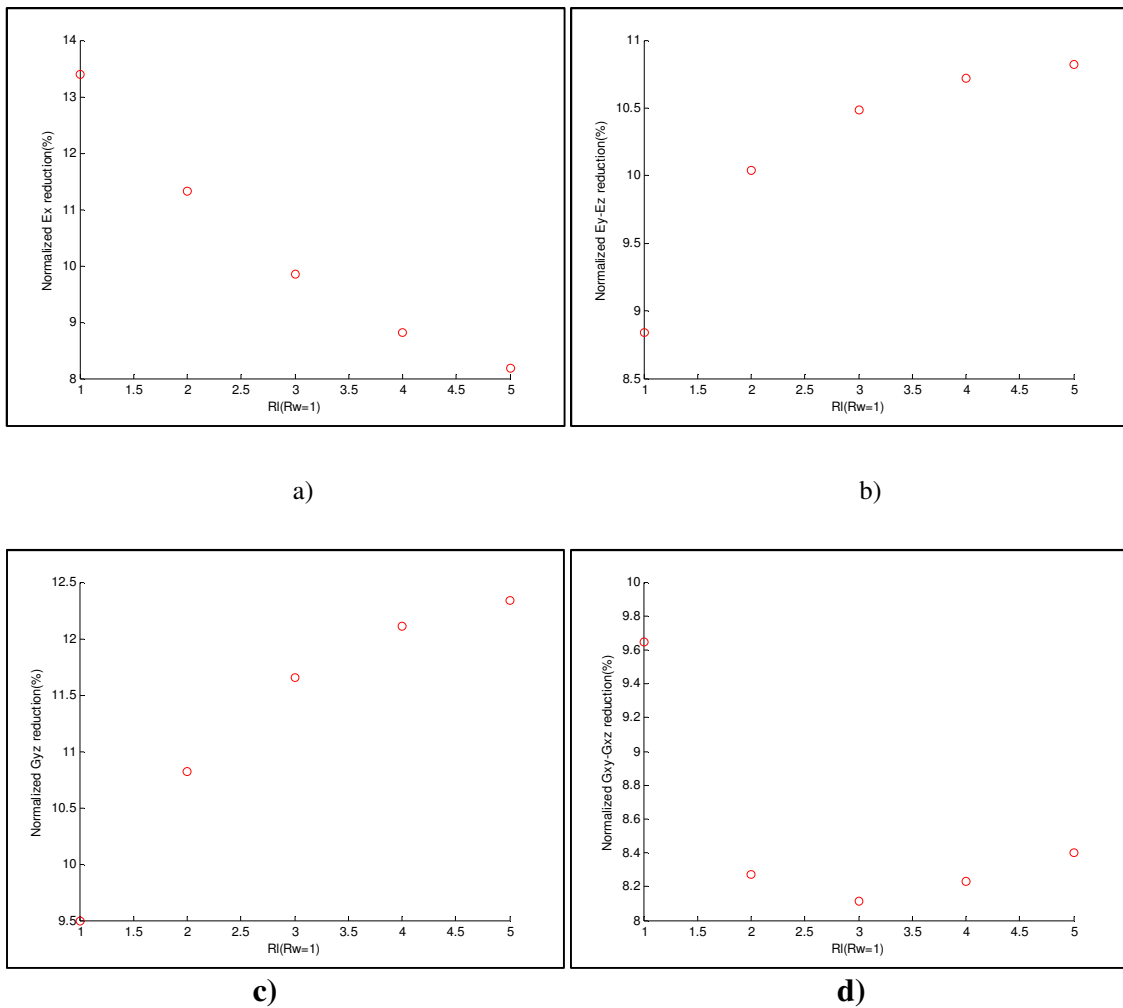 14
13
12
11
10
9
8
1 1.5 2 2.5 3 3.5 4 4.5 5
Rl(Rw=1)
Normalized Ex reduction(%)
11
10.5
10
9.5
9
8.5
1 1.5 2 2.5 3 3.5 4 4.5 5
Rl(Rw=1)
Normalized Ey-Ez reduction(%)
a)
b)
12.5
12
11.5
11
10.5
10
9.5
1 1.5 2 2.5 3 3.5 4 4.5 5
Rl(Rw=1)
Normalized Gyz reduction(%)
10
9.8
9.6
9.4
9.2
9
8.8
8.6
8.4
8.2
8
1 1.5 2 2.5 3 3.5 4 4.5 5
Rl(Rw=1)
Normalized Gxy-Gxz reduction(%)
c)
d)